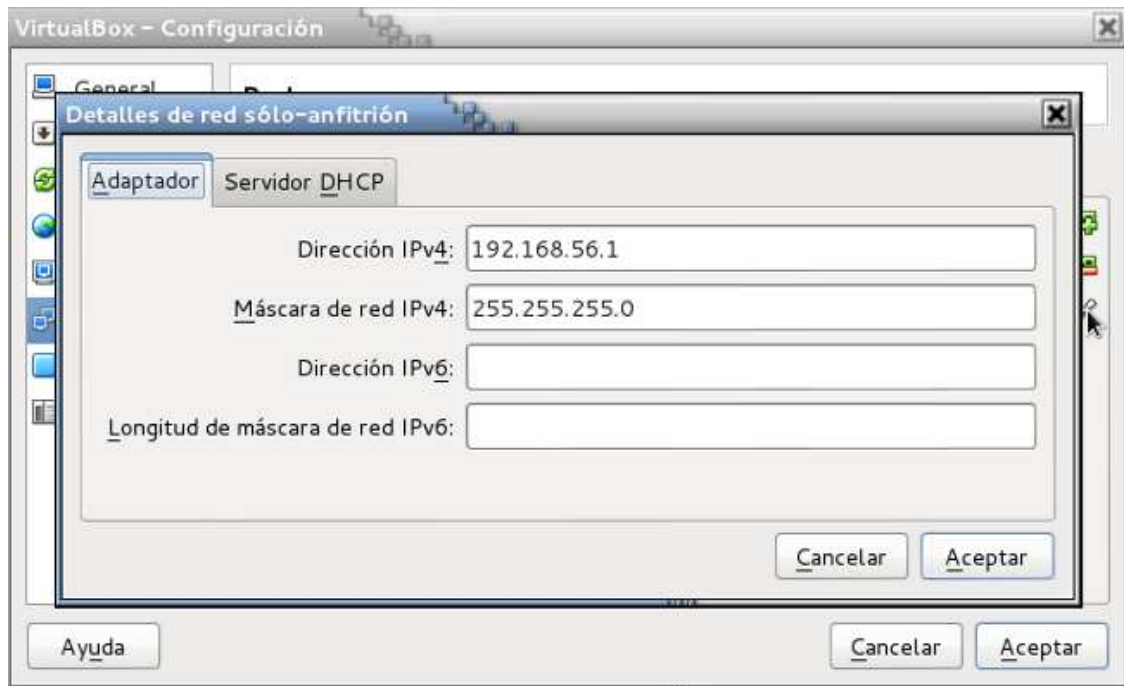 VirtualBox - Configuración
General
Detalles de red sólo-anfitrión
Adaptador Servidor DHCP
Dirección IPv4: 192.168.56.1
Máscara de red IPv4: 255.255.255.0
Dirección IPv6:
Longitud de máscara de red IPv6:
Cancelar Aceptar
Ayuda Cancelar Aceptar